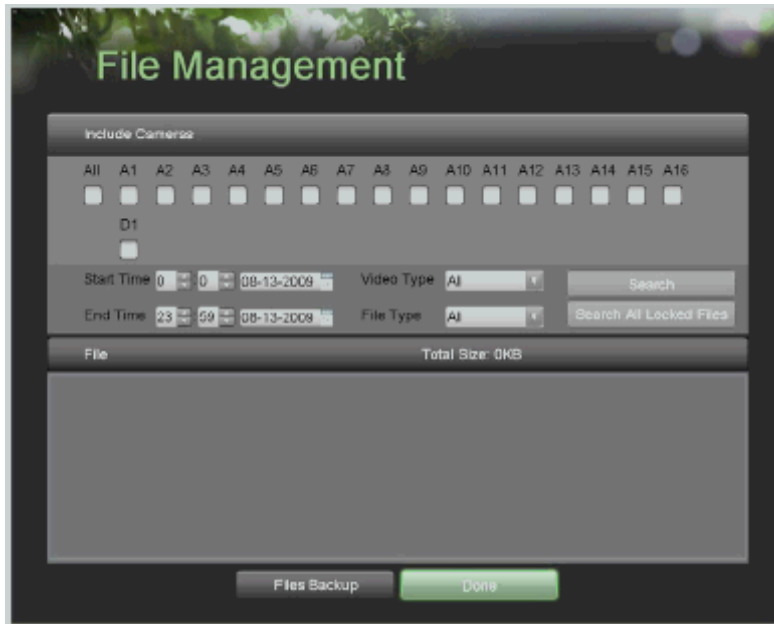 File Management
Include Cameras
All A1 A2 A3 A4 A5 A6 A7 A8 A9 A10 A11 A12 A13 A14 A15 A16
D1
Start Time 0 : 0 08-13-2009 Video Type All Search
End Time 23 : 59 08-13-2009 File Type All Search All Locked Files
File Total Size: 0KB
Files Backup Done